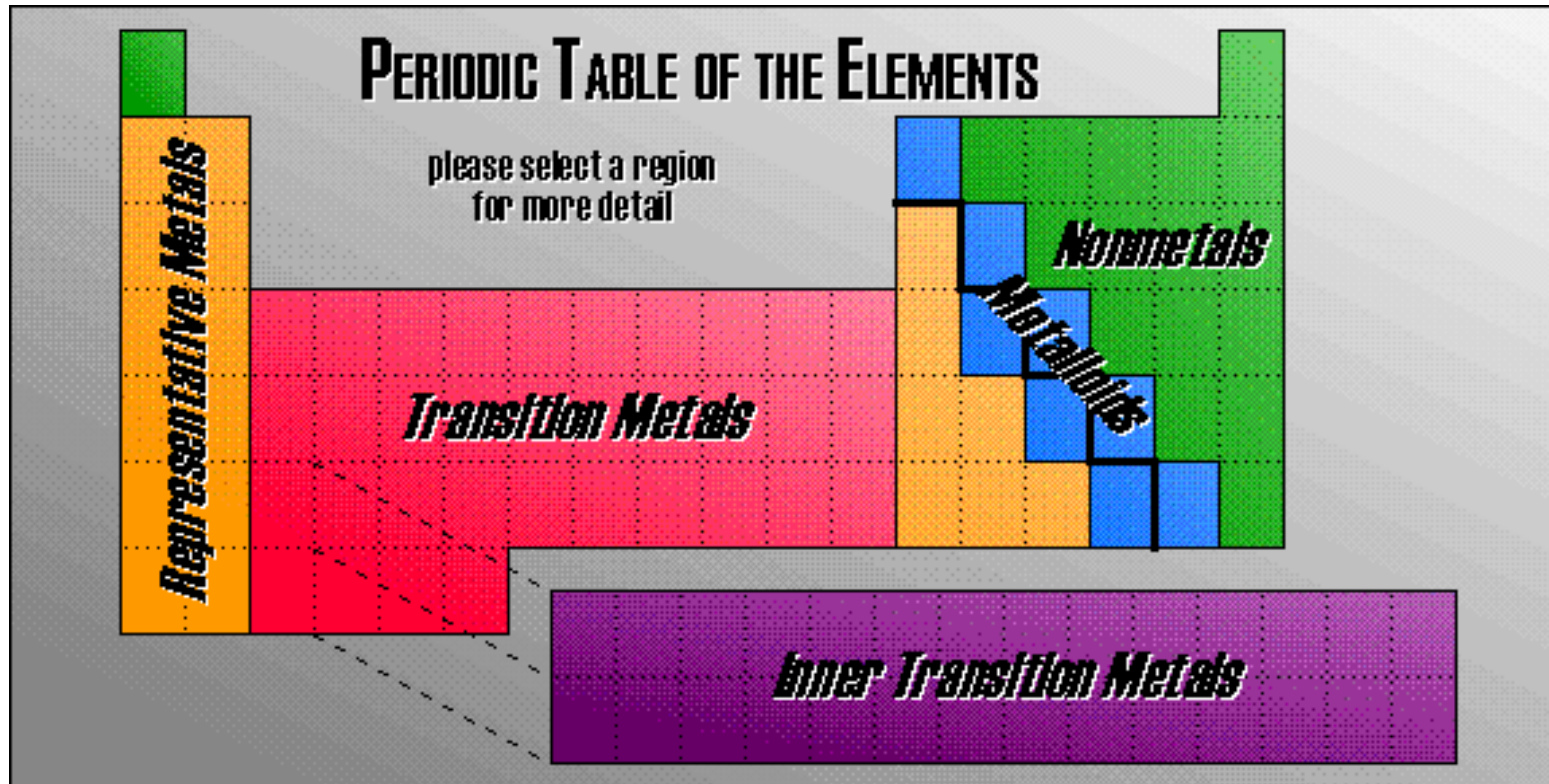 PERIODIC TABLE OF THE ELEMENTS
please select a region
for more detail
Representative Metals
Nonmetals
Metalloids
Transition Metals
Inner Transition Metals